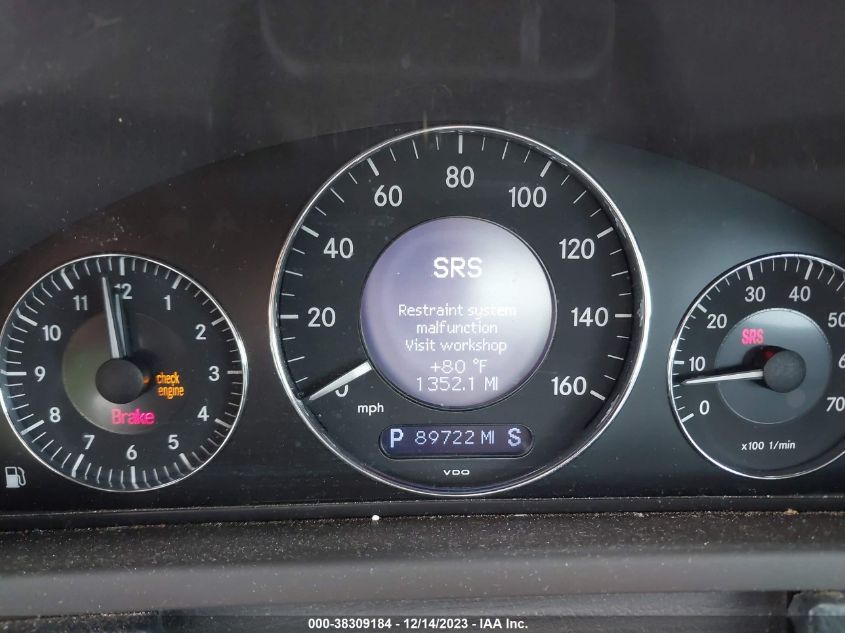 11 12 1
10 2
9 3
8 4
7 6 5
check
engine
Brake
0 20 40 60 80 100 120 140 160
mph
SRS
Restraint system
malfunction
Visit workshop
+80 °F
1352.1 MI
P 89722 MI S
VDO
0 10 20 30 40 50 6 70
SRS
x100 1/min
000-38309184 - 12/14/2023 - IAA Inc.